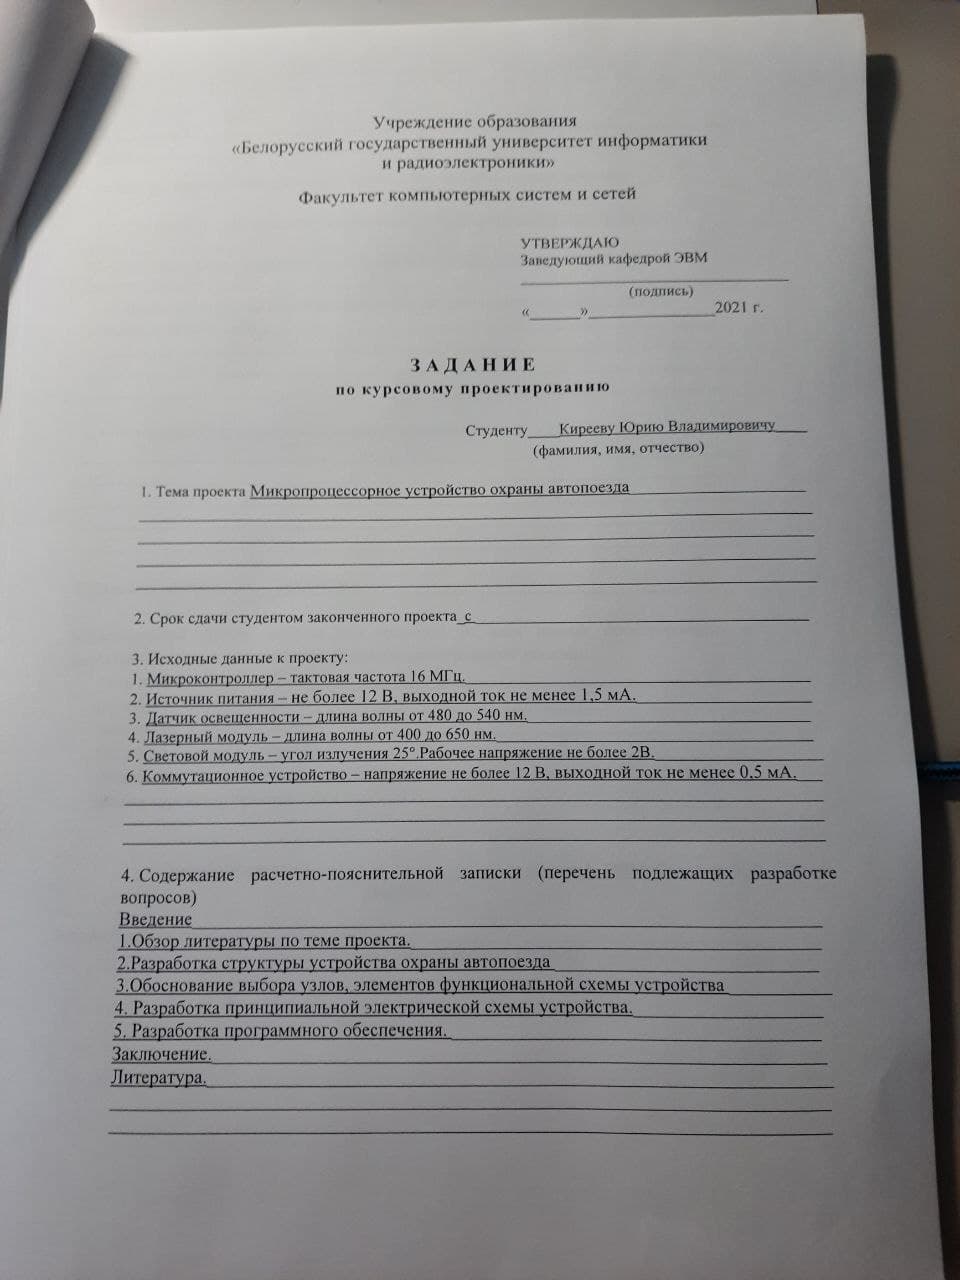 Учреждение образования
«Белорусский государственный университет информатики
и радиоэлектроники»
Факультет компьютерных систем и сетей
УТВЕРЖДАЮ
Заведующий кафедрой ЭВМ
(подпись)
«______»________________2021 г.
ЗАДАНИЕ
по курсовому проектированию
Студенту____Кирееву Юрию Владимировичу____
(фамилия, имя, отчество)
1. Тема проекта Микропроцессорное устройство охраны автопоезда
2. Срок сдачи студентом законченного проекта_с
3. Исходные данные к проекту:
1. Микроконтроллер – тактовая частота 16 МГц.
2. Источник питания – не более 12 В, выходной ток не менее 1,5 мА.
3. Датчик освещенности – длина волны от 480 до 540 нм.
4. Лазерный модуль – длина волны от 400 до 650 нм.
5. Световой модуль – угол излучения 25°.Рабочее напряжение не более 2В.
6. Коммутационное устройство – напряжение не более 12 В, выходной ток не менее 0,5 мА.
4. Содержание расчетно-пояснительной записки (перечень подлежащих разработке
вопросов)
Введение
1.Обзор литературы по теме проекта.
2.Разработка структуры устройства охраны автопоезда
3.Обоснование выбора узлов, элементов функциональной схемы устройства
4. Разработка принципиальной электрической схемы устройства.
5. Разработка программного обеспечения.
Заключение.
Литература.